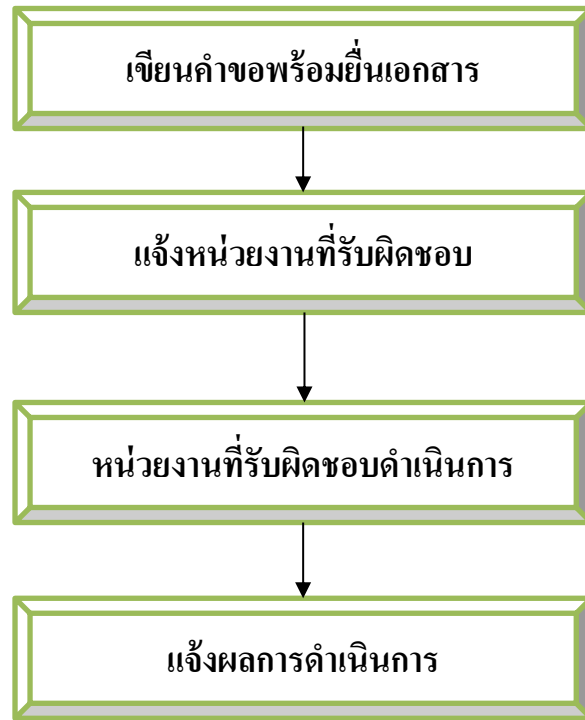 เขียนคำขอพร้อมยื่นเอกสาร
แจ้งหน่วยงานที่รับผิดชอบ
หน่วยงานที่รับผิดชอบดำเนินการ
แจ้งผลการดำเนินการ